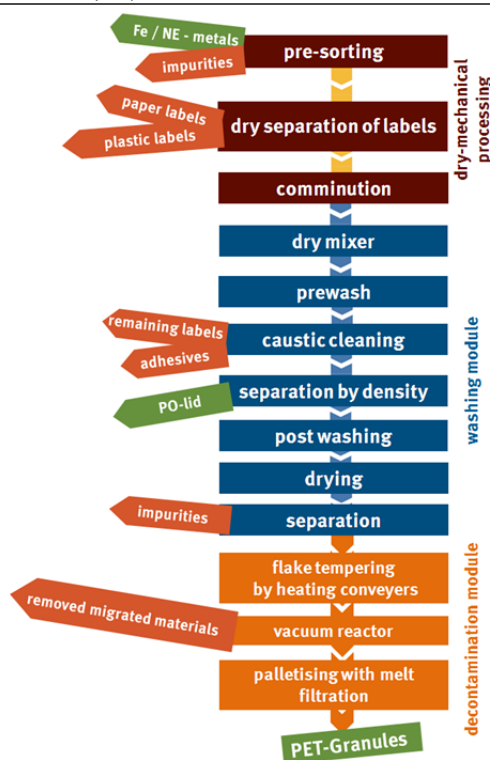 Fe / NE - metals
impurities
pre-sorting
paper labels
plastic labels
dry separation of labels
comminution
dry-mechanical
processing
dry mixer
prewash
remaining labels
adhesives
caustic cleaning
PO-lid
separation by density
post washing
drying
impurities
separation
washing module
flake tempering
by heating conveyers
removed migrated materials
vacuum reactor
palletising with melt
filtration
decontamination module
PET-Granules